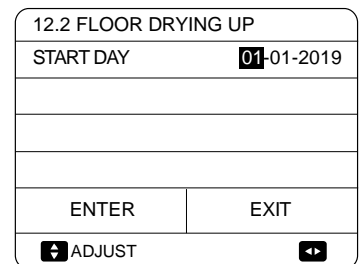 12.2 FLOOR DRYING UP
START DAY 01-01-2019
ENTER EXIT
ADJUST